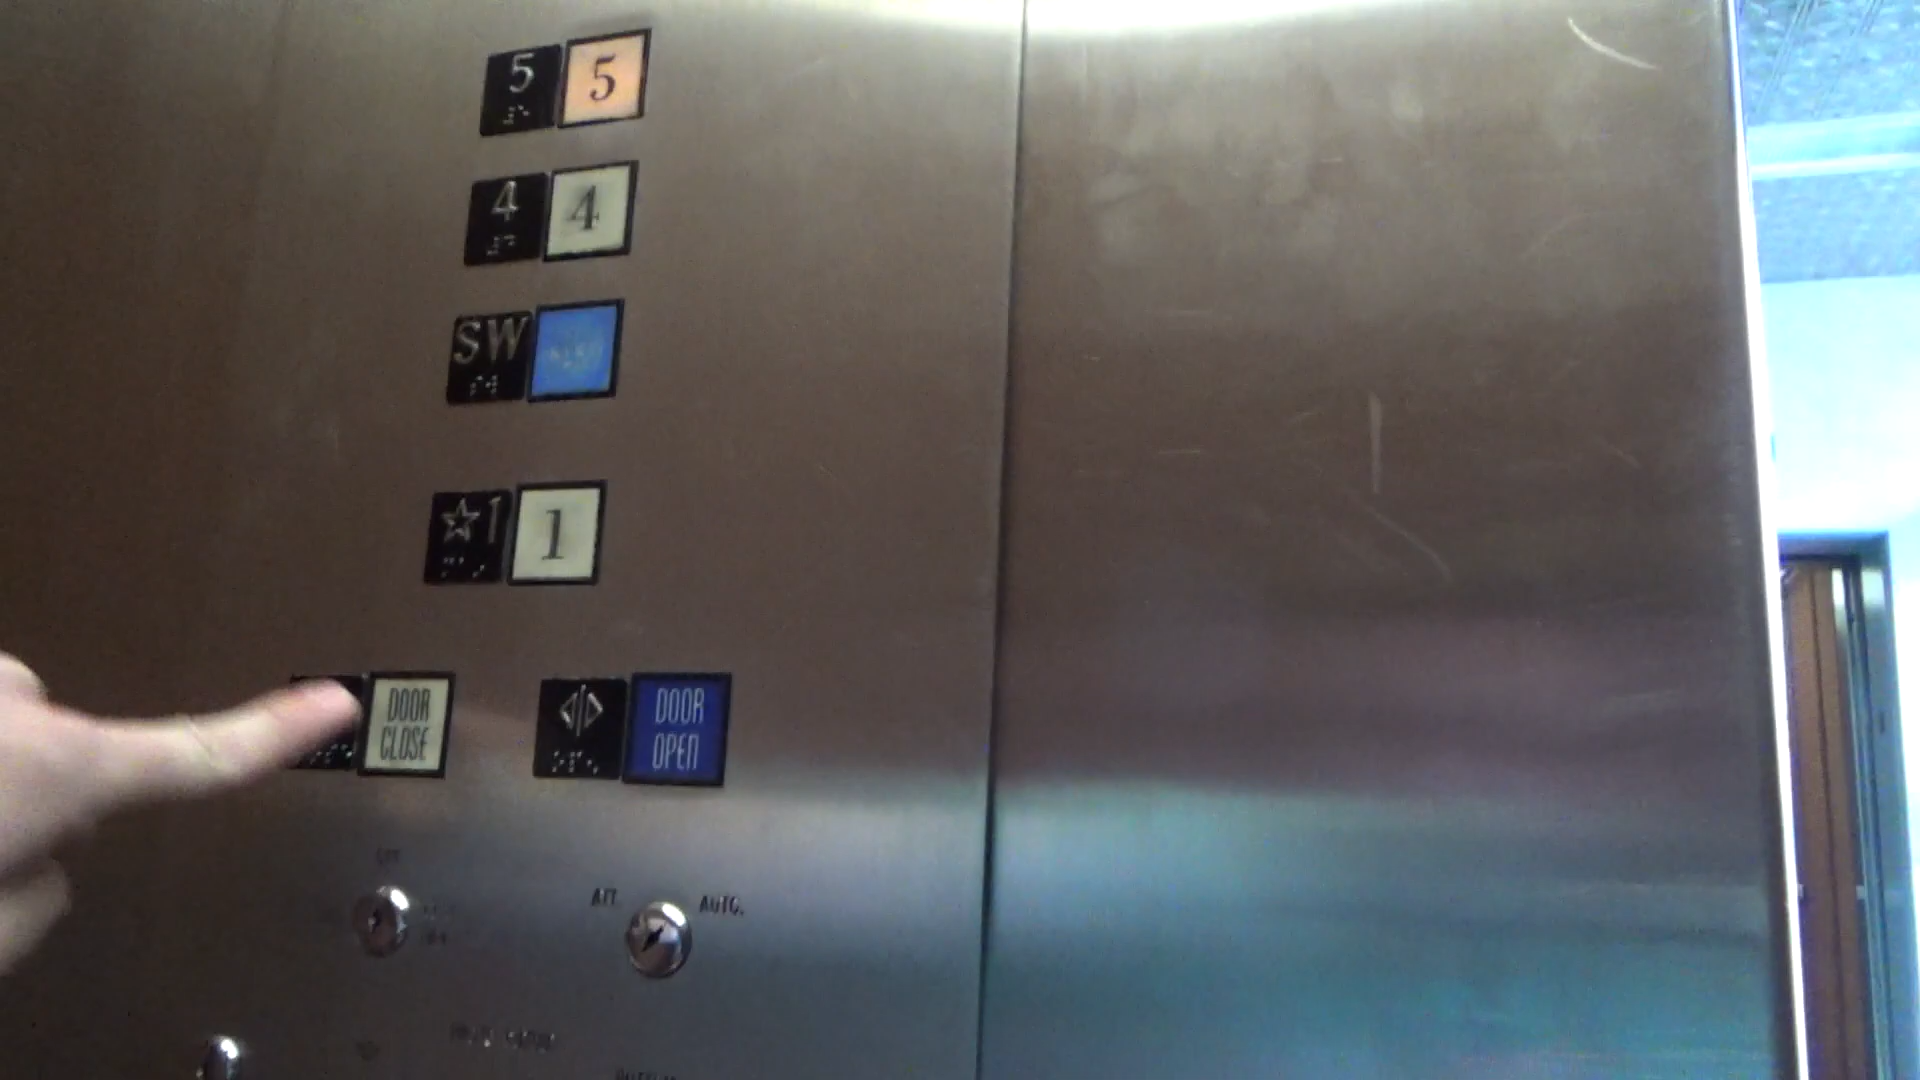 5 5
4 4
SW
☆1 1
DOOR
CLOSE
DOOR
OPEN
ATT. AUTO.